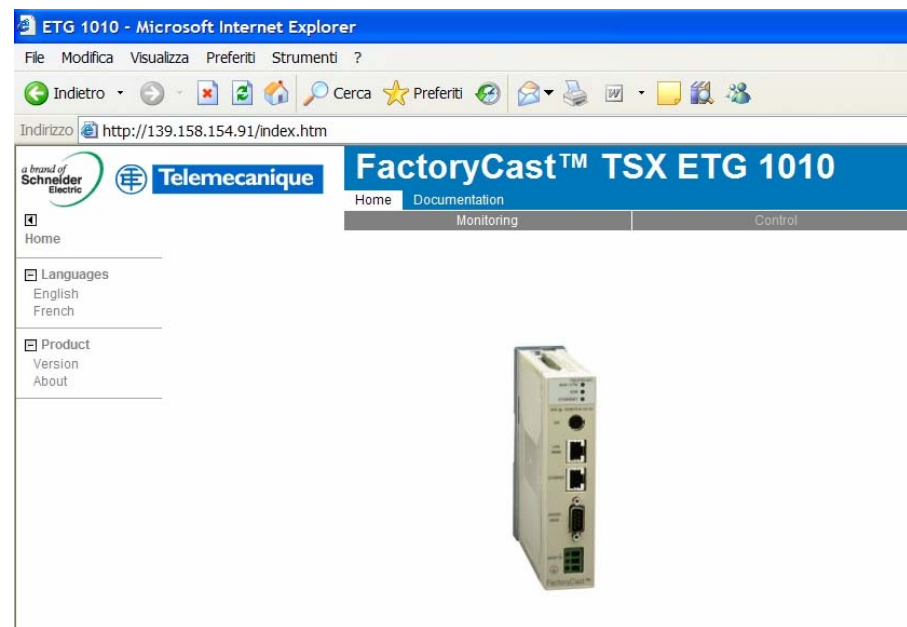 ETG 1010 - Microsoft Internet Explorer
File Modifica Visualizza Preferiti Strumenti ?
Indietro Cerca Preferiti
Indirizzo http://139.158.154.91/index.htm
a brand of
Schneider
Electric
Telemecanique
FactoryCast™ TSX ETG 1010
Home Documentation
Monitoring Control
Home
Languages
English
French
Product
Version
About
ETHERNET
FactoryCast™